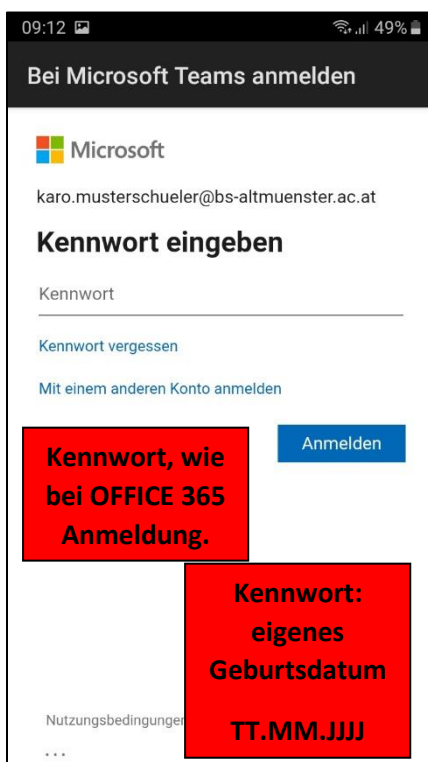 09:12 49%
Bei Microsoft Teams anmelden
Microsoft
karo.musterschueler@bs-altmuenster.ac.at
Kennwort eingeben
Kennwort
Kennwort vergessen
Mit einem anderen Konto anmelden
Anmelden
Kennwort, wie
bei OFFICE 365
Anmeldung.
Kennwort:
eigenes
Geburtsdatum
TT.MM.JJJJ
Nutzungsbedingungen
...